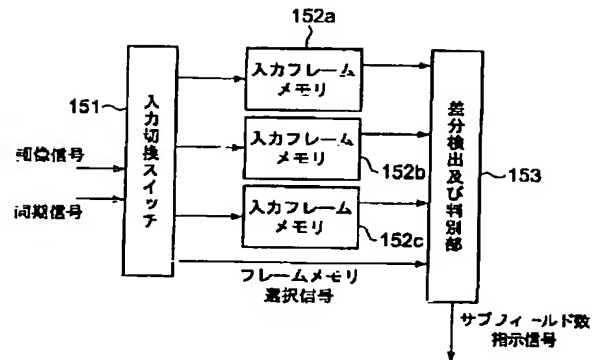 152a
151
入力切換スイッチ
入力フレーム
メモリ
入力フレーム
メモリ
152b
入力フレーム
メモリ
152c
差分検出及び判別部
153
画像信号
同期信号
フレームメモリ
選択信号
サブフィールド数
指示信号